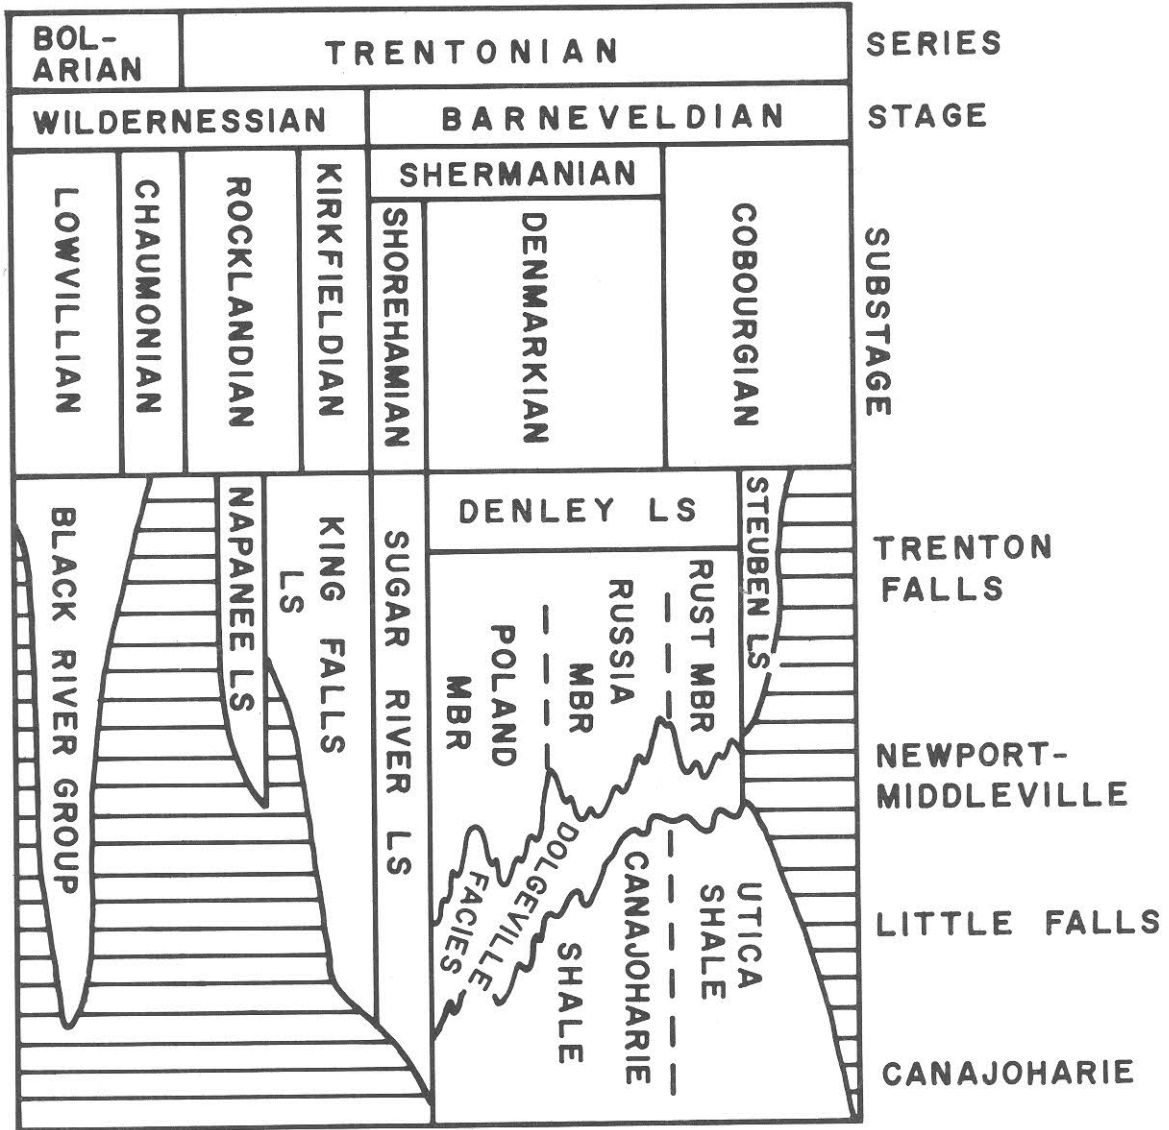 BOL-
ARIAN
TRENTONIAN
SERIES
WILDERNESSIAN
BARNEVELDIAN
STAGE
LOWVILLIAN
CHAUMONIAN
ROCKLANDIAN
KIRKFIELDIAN
SHERMANIAN
SHOREHAMIAN
DENMARKIAN
COBOURGIAN
SUBSTAGE
BLACK RIVER GROUP
NAPANEE LS
KING FALLS
LS
SUGAR RIVER LS
DENLEY LS
POLAND
MBR
RUSSIA
MBR
RUST MBR
STEUBEN LS
DOLGEVILLE
FACIES
CANAJOHARIE
SHALE
UTICA
SHALE
TRENTON
FALLS
NEWPORT-
MIDDLEVILLE
LITTLE FALLS
CANAJOHARIE